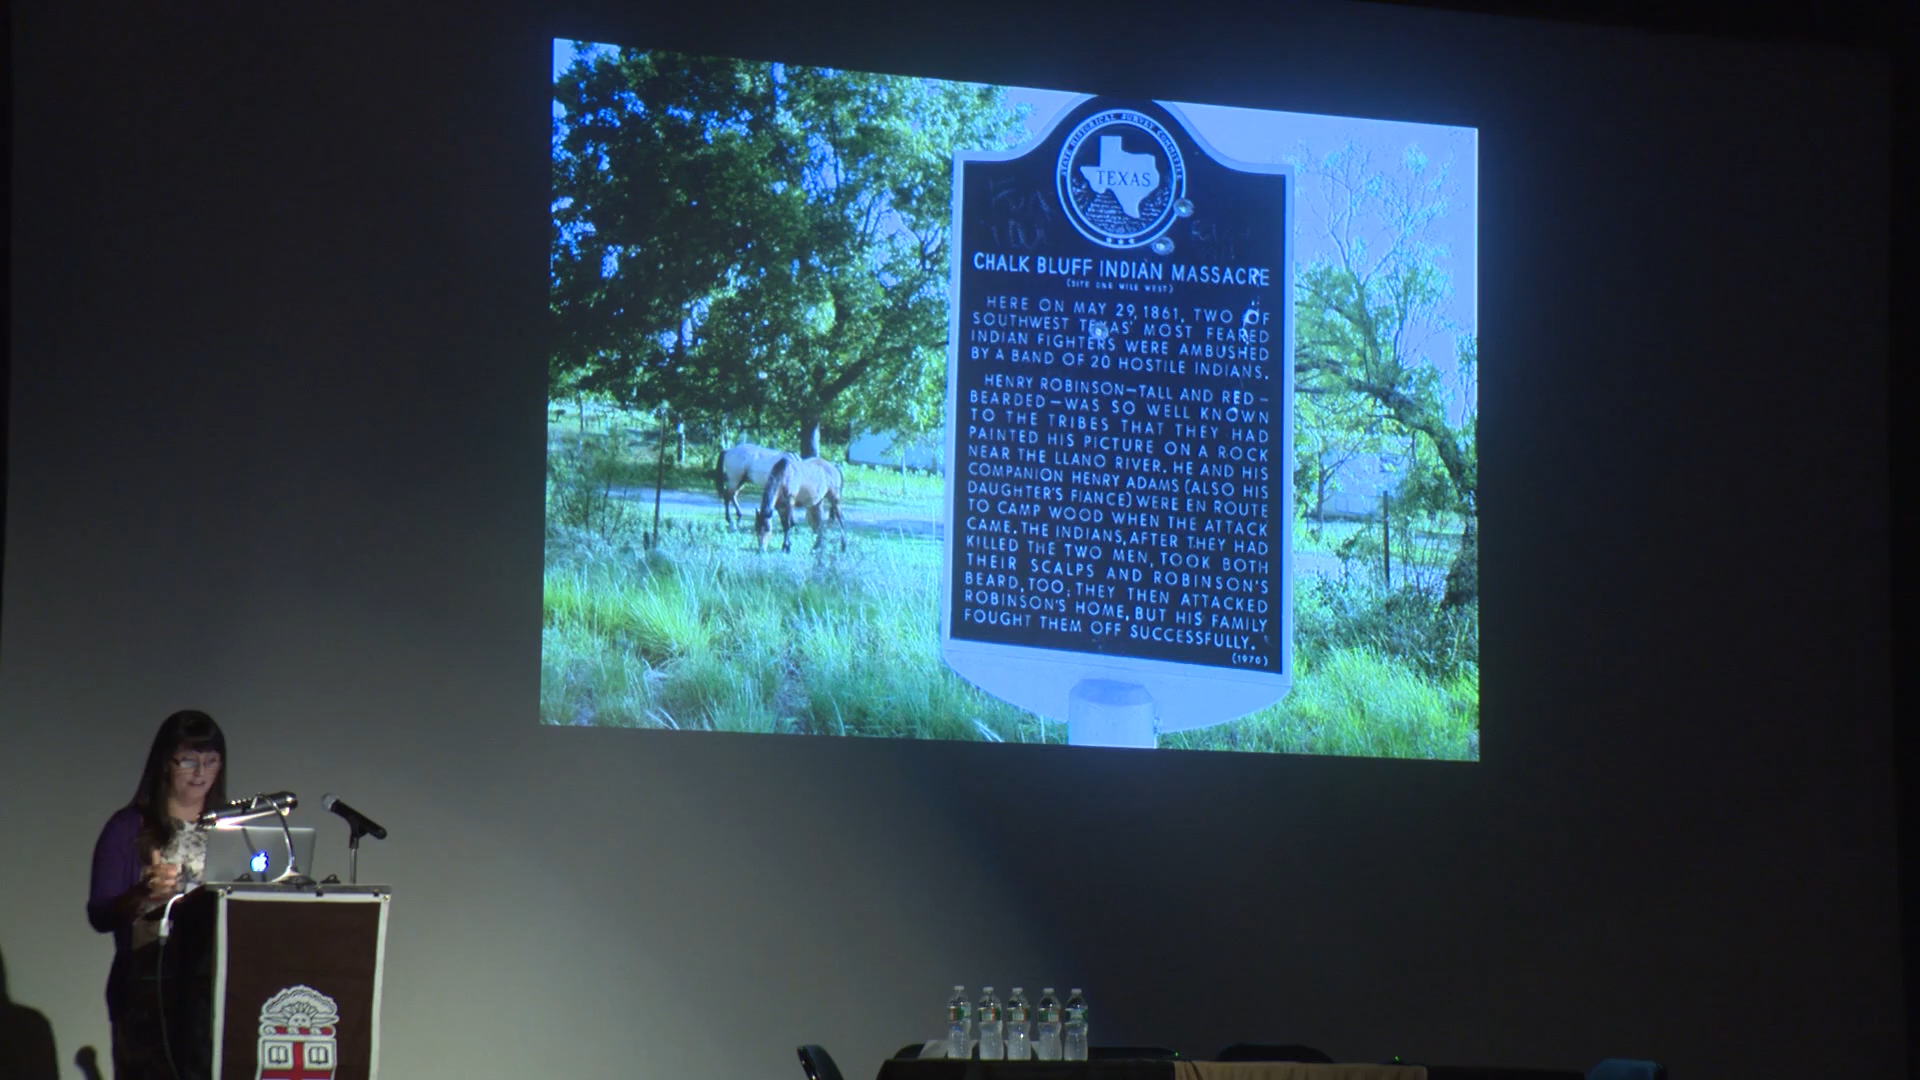 STATE HISTORICAL SURVEY COMMITTEE
TEXAS
CHALK BLUFF INDIAN MASSACRE
(SITE ONE MILE WEST)
HERE ON MAY 29, 1861, TWO OF
SOUTHWEST TEXAS' MOST FEARED
INDIAN FIGHTERS WERE AMBUSHED
BY A BAND OF 20 HOSTILE INDIANS.
HENRY ROBINSON—TALL AND RED-
BEARDED—WAS SO WELL KNOWN
TO THE TRIBES THAT THEY HAD
PAINTED HIS PICTURE ON A ROCK
NEAR THE LLANO RIVER. HE AND HIS
COMPANION HENRY ADAMS (ALSO HIS
DAUGHTER'S FIANCE) WERE EN ROUTE
TO CAMP WOOD WHEN THE ATTACK
CAME. THE INDIANS, AFTER THEY HAD
KILLED THE TWO MEN, TOOK BOTH
THEIR SCALPS AND ROBINSON'S
BEARD, TOO; THEY THEN ATTACKED
ROBINSON'S HOME, BUT HIS FAMILY
FOUGHT THEM OFF SUCCESSFULLY.
(1970)